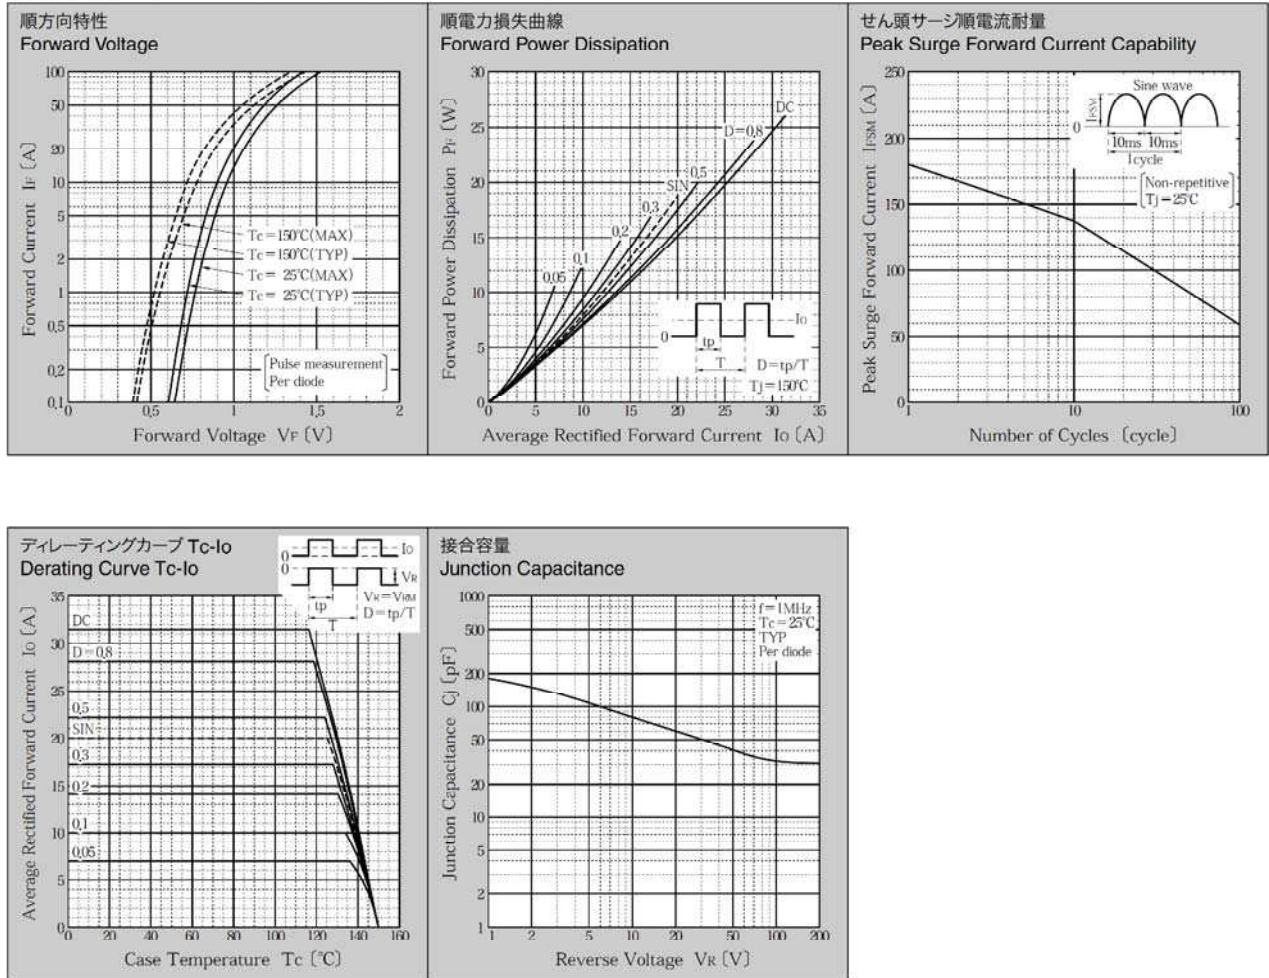 順方向特性
Forward Voltage
100
50
20
10
5
2
1
0.5
0.2
0.1
Forward Current IF [A]
Tc=150℃(MAX)
Tc=150℃(TYP)
Tc= 25℃(MAX)
Tc= 25℃(TYP)
Pulse measurement
Per diode
0 0.5 1 1.5 2
Forward Voltage VF [V]
順電力損失曲線
Forward Power Dissipation
30
25
20
15
10
5
0
Forward Power Dissipation PF [W]
DC
D=0.8
0.5
SIN
0.3
0.2
0.1
0.05
0
Io
tp
T
D=tp/T
Tj=150℃
0 5 10 15 20 25 30 35
Average Rectified Forward Current Io [A]
せん頭サージ順電流耐量
Peak Surge Forward Current Capability
250
200
150
100
50
0
Peak Surge Forward Current IFSM [A]
Sine wave
IFSM
0
10ms 10ms
1cycle
Non-repetitive
Tj=25℃
1 10 100
Number of Cycles [cycle]
ディレーティングカーブ Tc-Io
Derating Curve Tc-Io
0
Io
0
VR
tp
T
VR=VRM
D=tp/T
35
30
25
20
15
10
5
0
Average Rectified Forward Current Io [A]
DC
D=0.8
0.5
SIN
0.3
0.2
0.1
0.05
0 20 40 60 80 100 120 140 160
Case Temperature Tc [℃]
接合容量
Junction Capacitance
1000
500
200
100
50
20
10
5
2
1
Junction Capacitance Cj [pF]
f=1MHz
Tc=25℃
TYP
Per diode
1 2 5 10 20 50 100 200
Reverse Voltage VR [V]